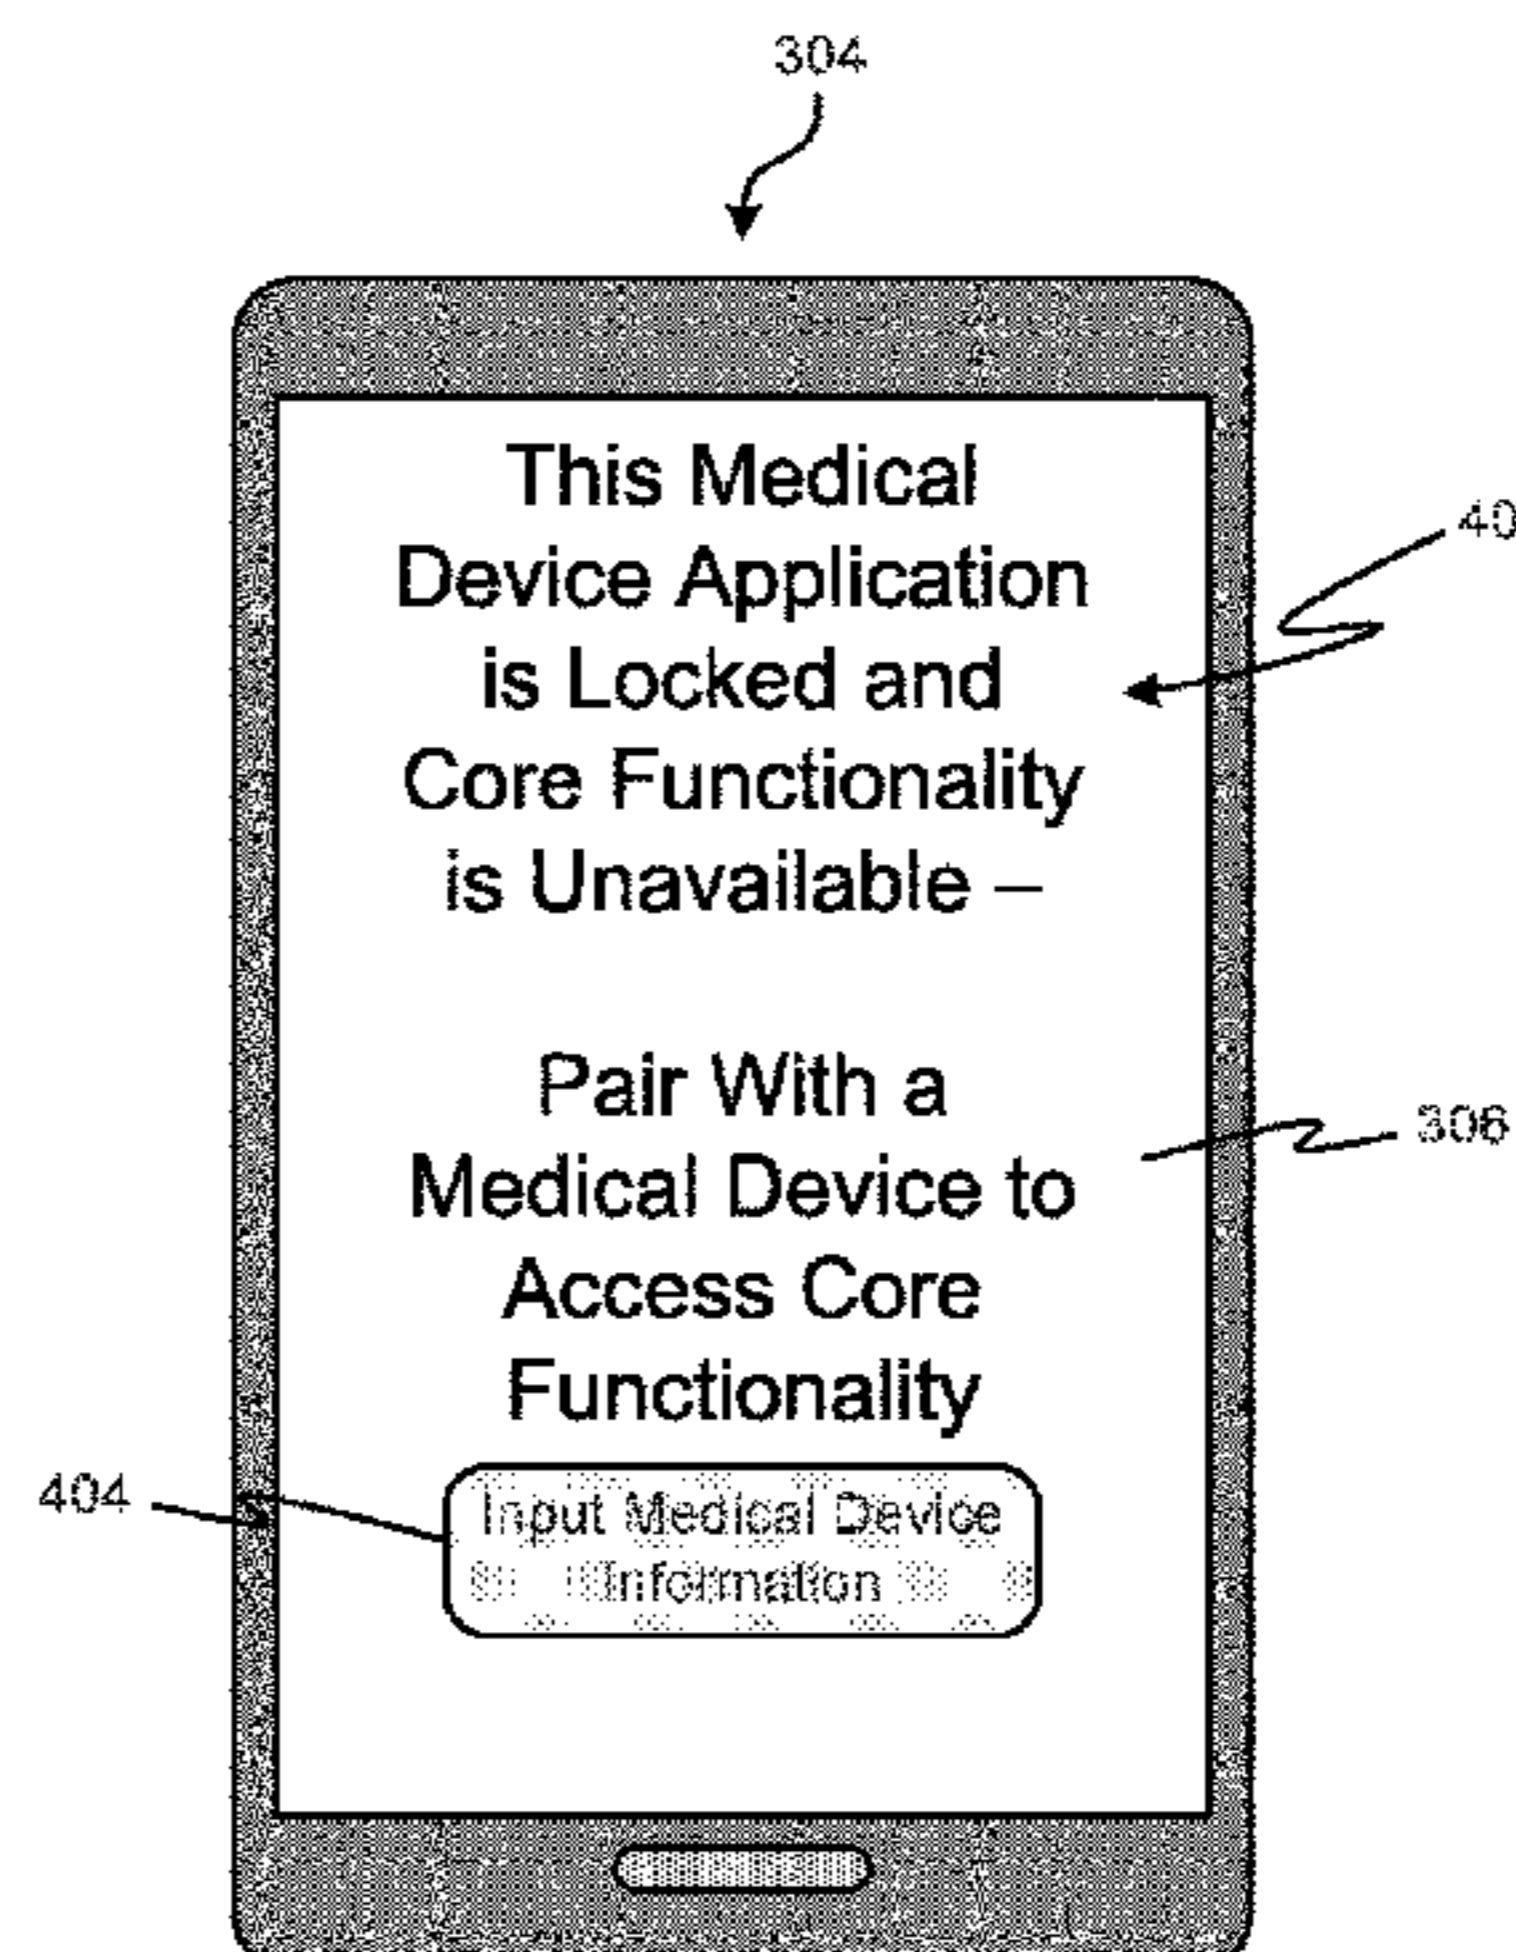 304
This Medical
Device Application
is Locked and
Core Functionality
is Unavailable –
40
Pair With a
Medical Device to
Access Core
Functionality
306
404
Input Medical Device
Information